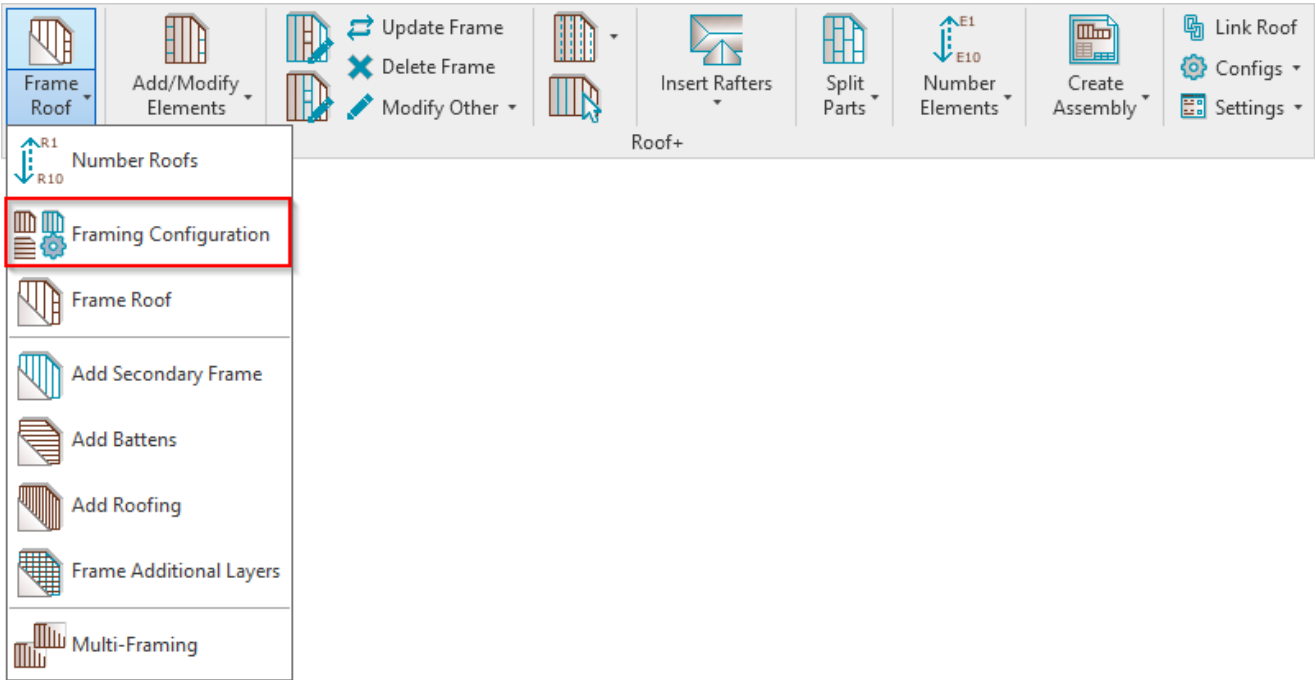 Frame
Roof
Add/Modify
Elements
Update Frame
Delete Frame
Modify Other
Insert Rafters
Split
Parts
E1
E10
Number
Elements
Create
Assembly
Link Roof
Configs
Settings
Roof+
R1
R10
Number Roofs
Framing Configuration
Frame Roof
Add Secondary Frame
Add Battens
Add Roofing
Frame Additional Layers
Multi-Framing